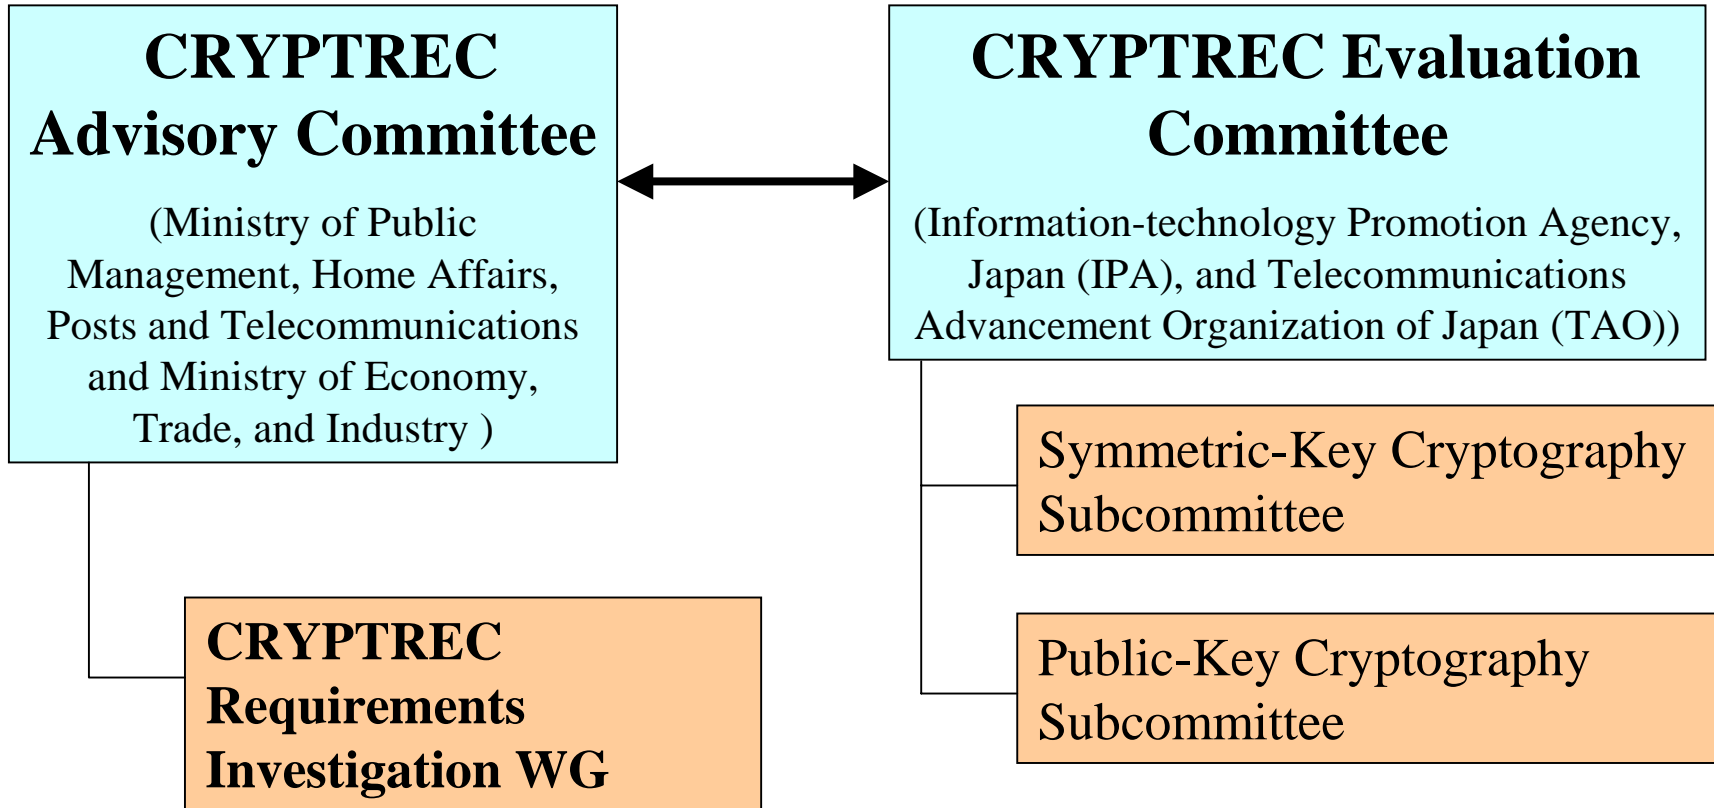 CRYPTREC
Advisory Committee
(Ministry of Public
Management, Home Affairs,
Posts and Telecommunications
and Ministry of Economy,
Trade, and Industry )
CRYPTREC Evaluation
Committee
(Information-technology Promotion Agency,
Japan (IPA), and Telecommunications
Advancement Organization of Japan (TAO))
Symmetric-Key Cryptography
Subcommittee
Public-Key Cryptography
Subcommittee
CRYPTREC
Requirements
Investigation WG